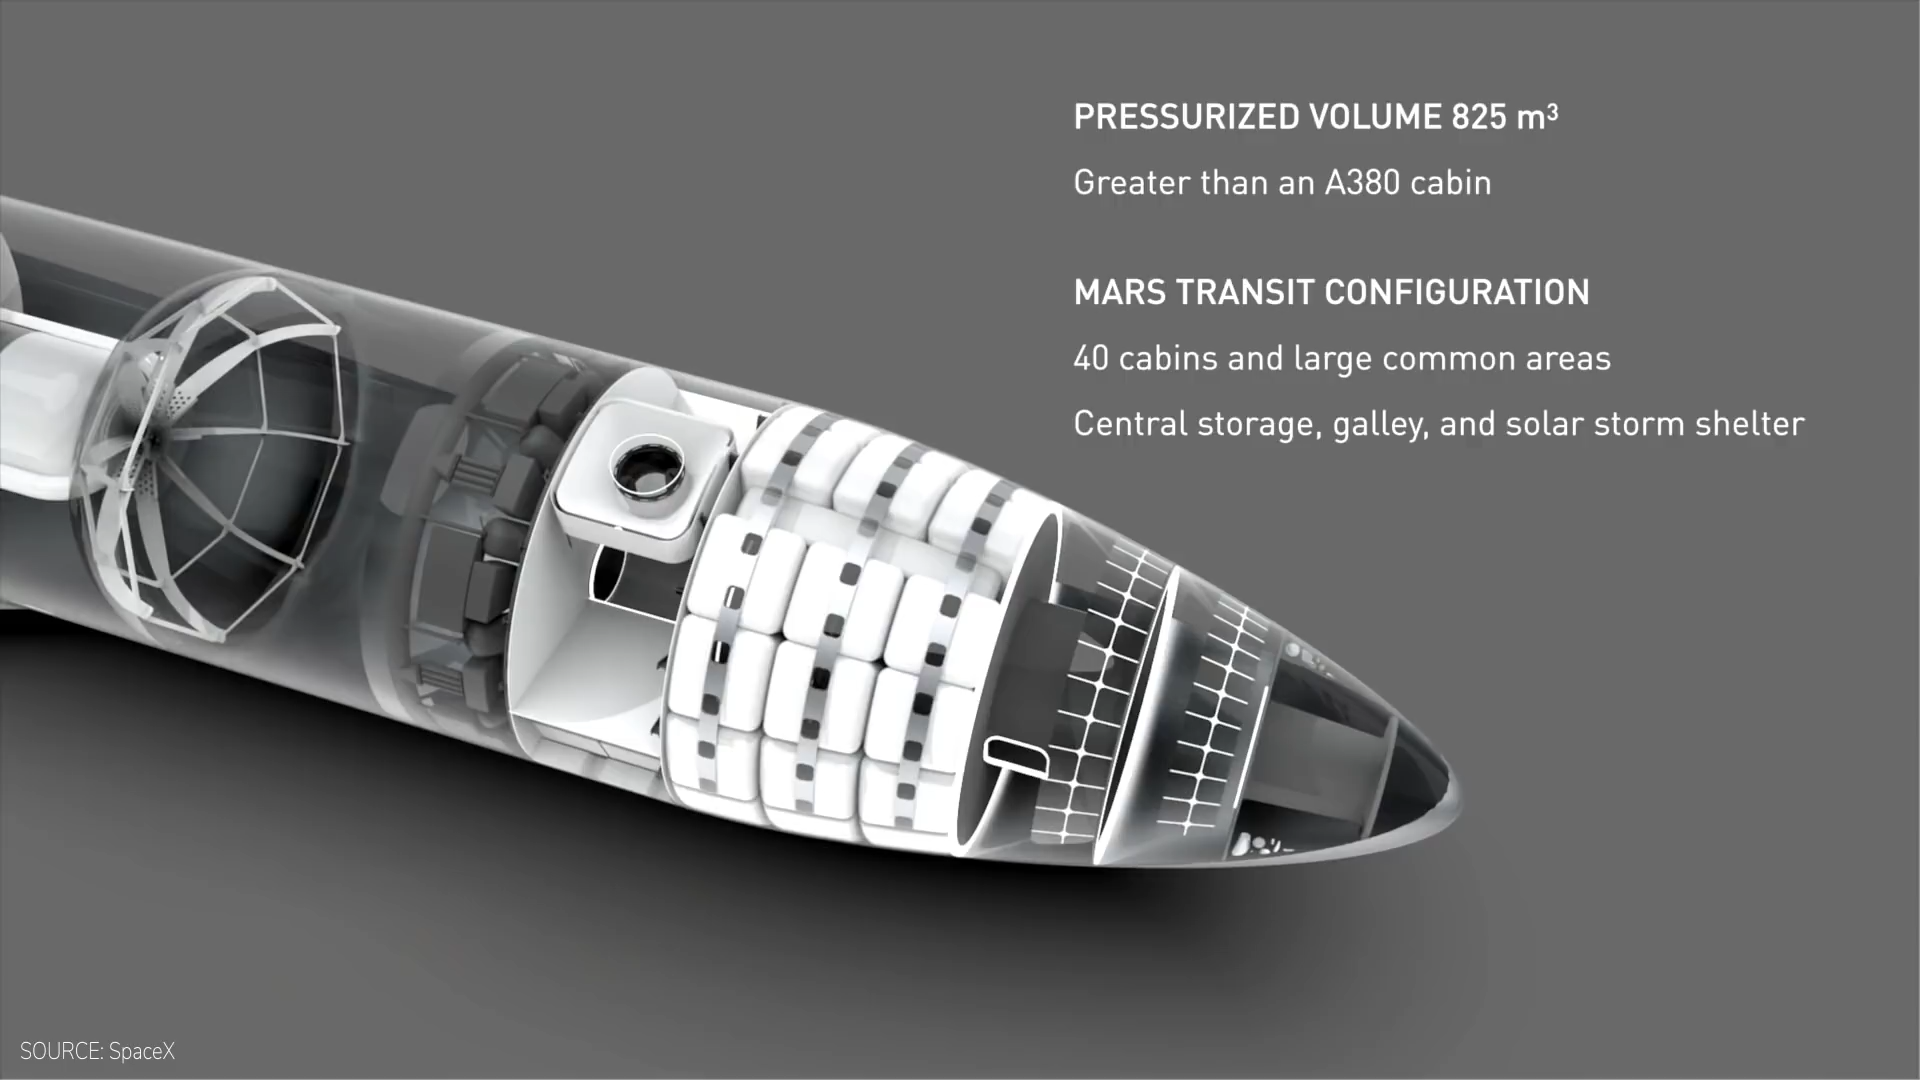 PRESSURIZED VOLUME 825 m³
Greater than an A380 cabin
MARS TRANSIT CONFIGURATION
40 cabins and large common areas
Central storage, galley, and solar storm shelter
SOURCE: SpaceX